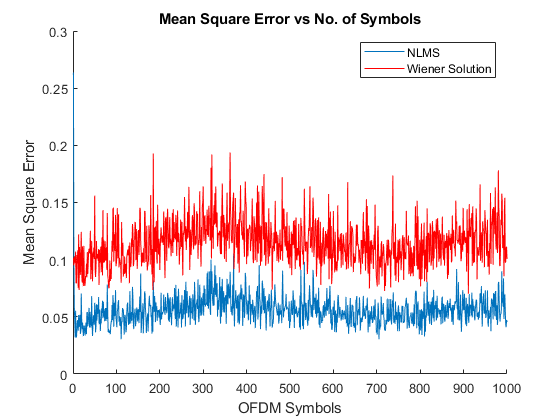 Mean Square Error vs No. of Symbols
NLMS
Wiener Solution
Mean Square Error
0.3
0.25
0.2
0.15
0.1
0.05
0
0 100 200 300 400 500 600 700 800 900 1000
OFDM Symbols